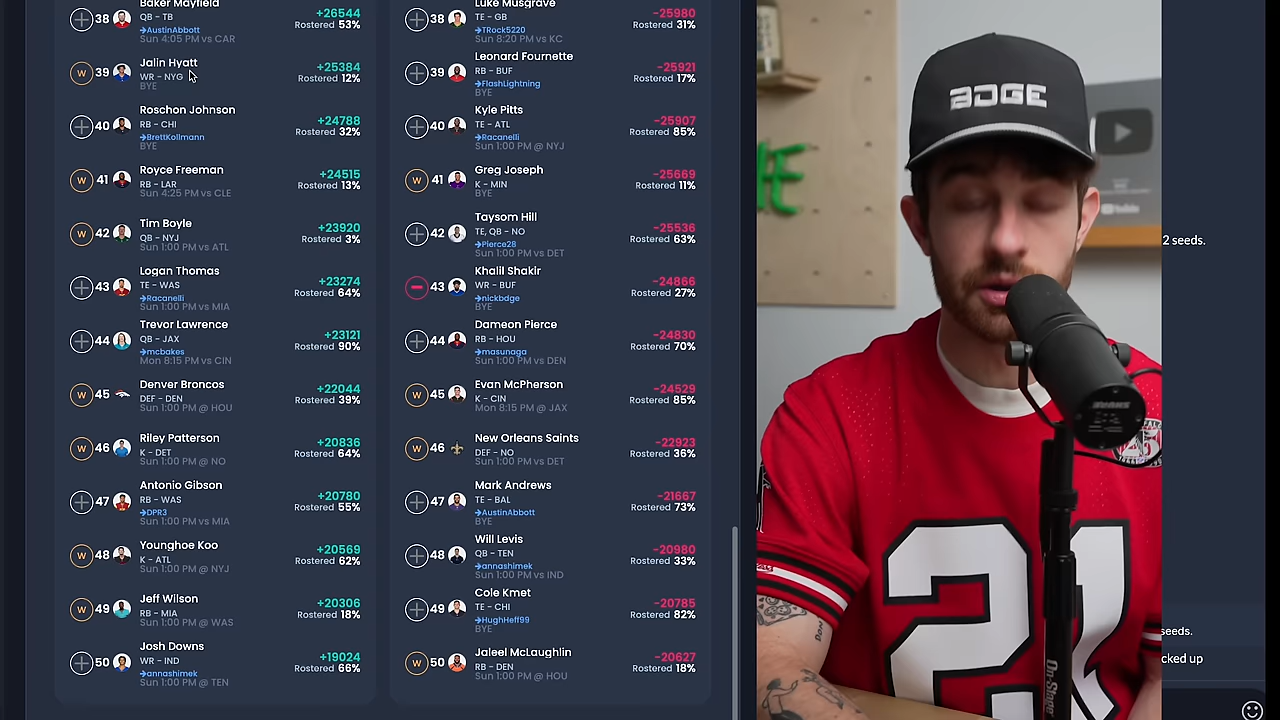 38 Baker Mayfield +26544
QB - TB Rostered 53%
AustinAbbott
Sun 4:05 PM vs CAR
W 39 Jalin Hyatt +25384
WR - NYG Rostered 12%
BYE
40 Roschon Johnson +24788
RB - CHI Rostered 32%
BrettKollmann
BYE
W 41 Royce Freeman +24515
RB - LAR Rostered 13%
Sun 4:25 PM vs CLE
W 42 Tim Boyle +23920
QB - NYJ Rostered 3%
Sun 1:00 PM vs ATL
43 Logan Thomas +23274
TE - WAS Rostered 64%
Racanelli
Sun 1:00 PM vs MIA
44 Trevor Lawrence +23121
QB - JAX Rostered 90%
mcbakes
Mon 8:15 PM vs CIN
W 45 Denver Broncos +22044
DEF - DEN Rostered 39%
Sun 1:00 PM @ HOU
W 46 Riley Patterson +20836
K - DET Rostered 64%
Sun 1:00 PM @ NO
47 Antonio Gibson +20780
RB - WAS Rostered 55%
DPR3
Sun 1:00 PM vs MIA
W 48 Younghoe Koo +20569
K - ATL Rostered 62%
Sun 1:00 PM @ NYJ
W 49 Jeff Wilson +20306
RB - MIA Rostered 18%
Sun 1:00 PM @ WAS
50 Josh Downs +19024
WR - IND Rostered 66%
annashimek
Sun 1:00 PM @ TEN
38 Luke Musgrave -25980
TE - GB Rostered 31%
TRock5220
Sun 8:20 PM vs KC
39 Leonard Fournette -25921
RB - BUF Rostered 17%
FlashLightning
BYE
40 Kyle Pitts -25907
TE - ATL Rostered 85%
Racanelli
Sun 1:00 PM @ NYJ
W 41 Greg Joseph -25669
K - MIN Rostered 11%
BYE
42 Taysom Hill -25536
TE, QB - NO Rostered 63%
Pierce28
Sun 1:00 PM vs DET
43 Khalil Shakir -24866
WR - BUF Rostered 27%
nickbdge
BYE
44 Dameon Pierce -24830
RB - HOU Rostered 70%
masunaga
Sun 1:00 PM vs DEN
W 45 Evan McPherson -24529
K - CIN Rostered 85%
Mon 8:15 PM @ JAX
W 46 New Orleans Saints -22923
DEF - NO Rostered 36%
Sun 1:00 PM vs DET
47 Mark Andrews -21667
TE - BAL Rostered 73%
AustinAbbott
BYE
48 Will Levis -20980
QB - TEN Rostered 33%
annashimek
Sun 1:00 PM vs IND
49 Cole Kmet -20785
TE - CHI Rostered 82%
HughHeff99
BYE
W 50 Jaleel McLaughlin -20627
RB - DEN Rostered 18%
Sun 1:00 PM @ HOU
BDGE
YouTube
SHURE
21
On-Stage
2 seeds.
seeds.
cked up